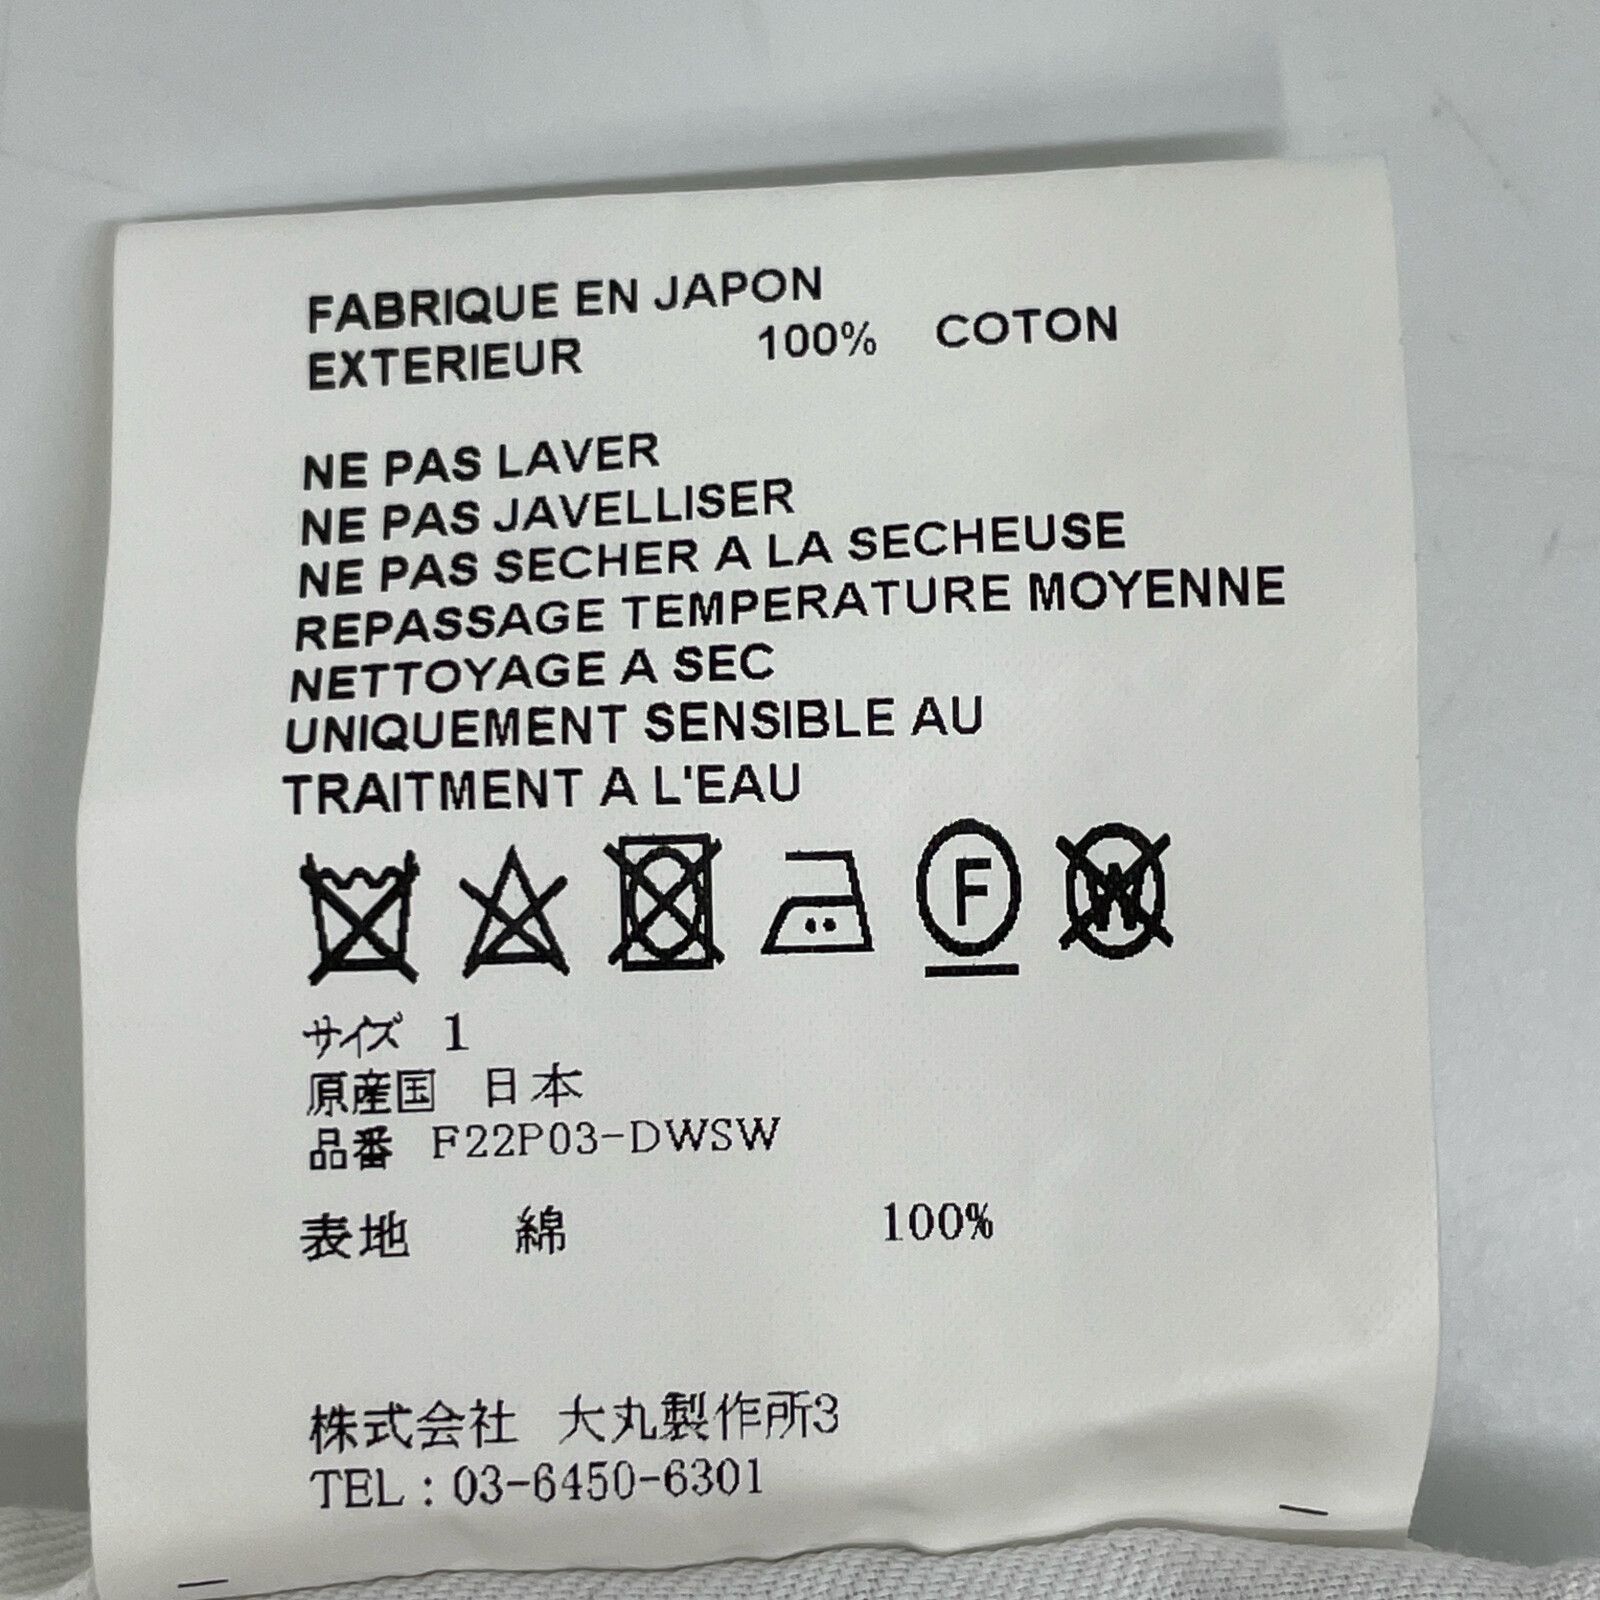 FABRIQUE EN JAPON
EXTERIEUR 100% COTON
NE PAS LAVER
NE PAS JAVELLISER
NE PAS SECHER A LA SECHEUSE
REPASSAGE TEMPERATURE MOYENNE
NETTOYAGE A SEC
UNIQUEMENT SENSIBLE AU
TRAITMENT A L'EAU
F W
サイズ 1
原産国 日本
品番 F22P03-DWSW
表地 綿 100%
株式会社 大丸製作所3
TEL：03-6450-6301